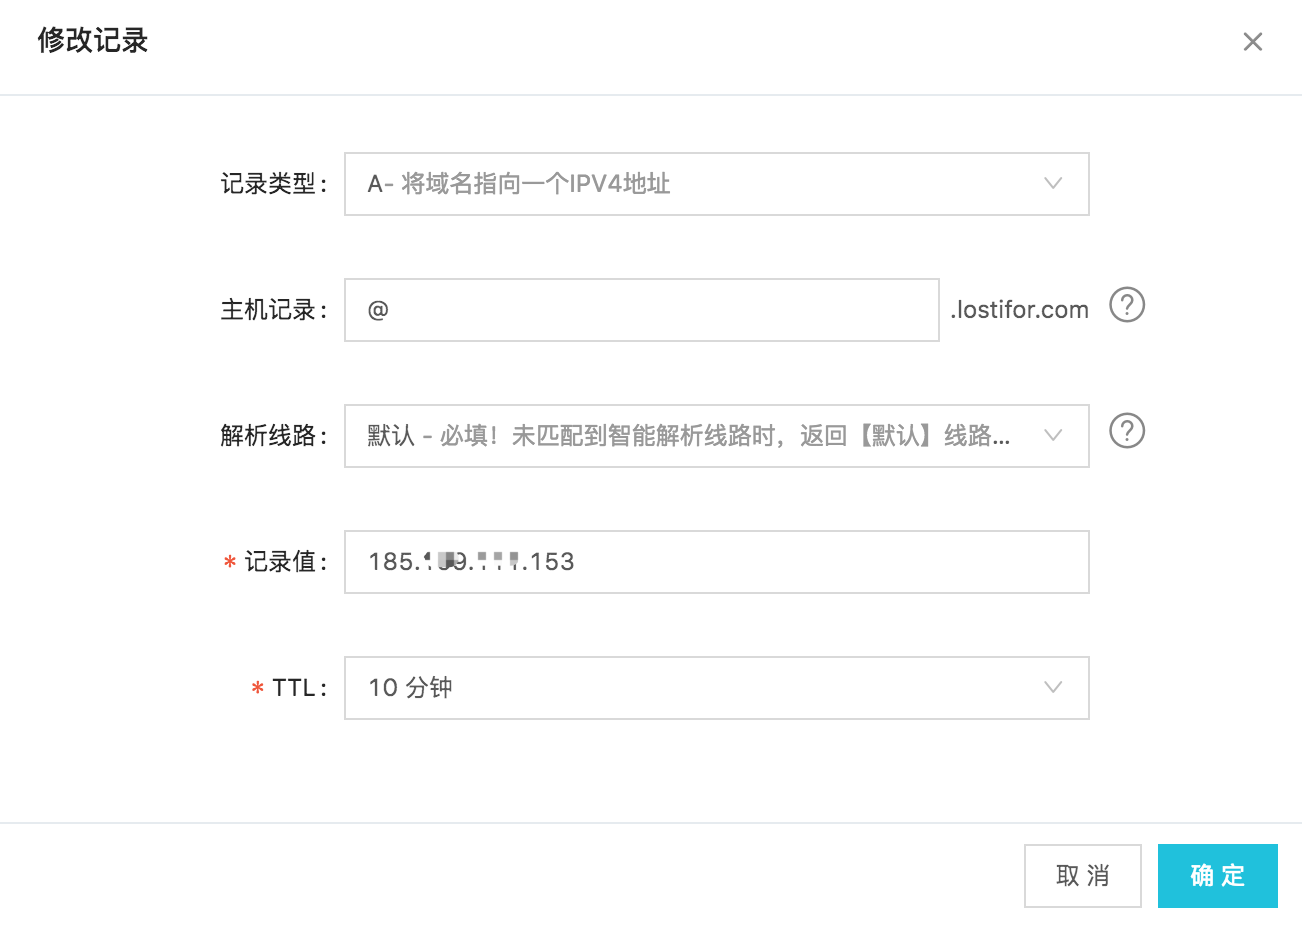 修改记录
记录类型：
A- 将域名指向一个IPV4地址
主机记录：
@
.lostifor.com
解析线路：
默认 - 必填！未匹配到智能解析线路时，返回【默认】线路...
* 记录值：
185. .153
* TTL：
10 分钟
取 消
确 定